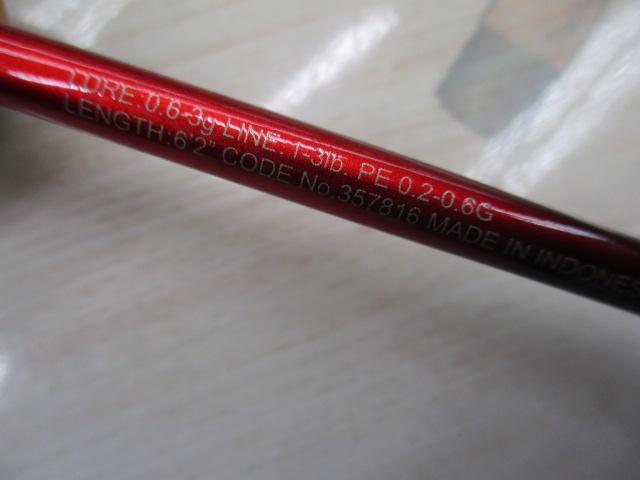 LURE:0.6-3g LINE:1-3lb. PE 0.2-0.6G
LENGTH:6'2" CODE No.357816 MADE IN INDONES